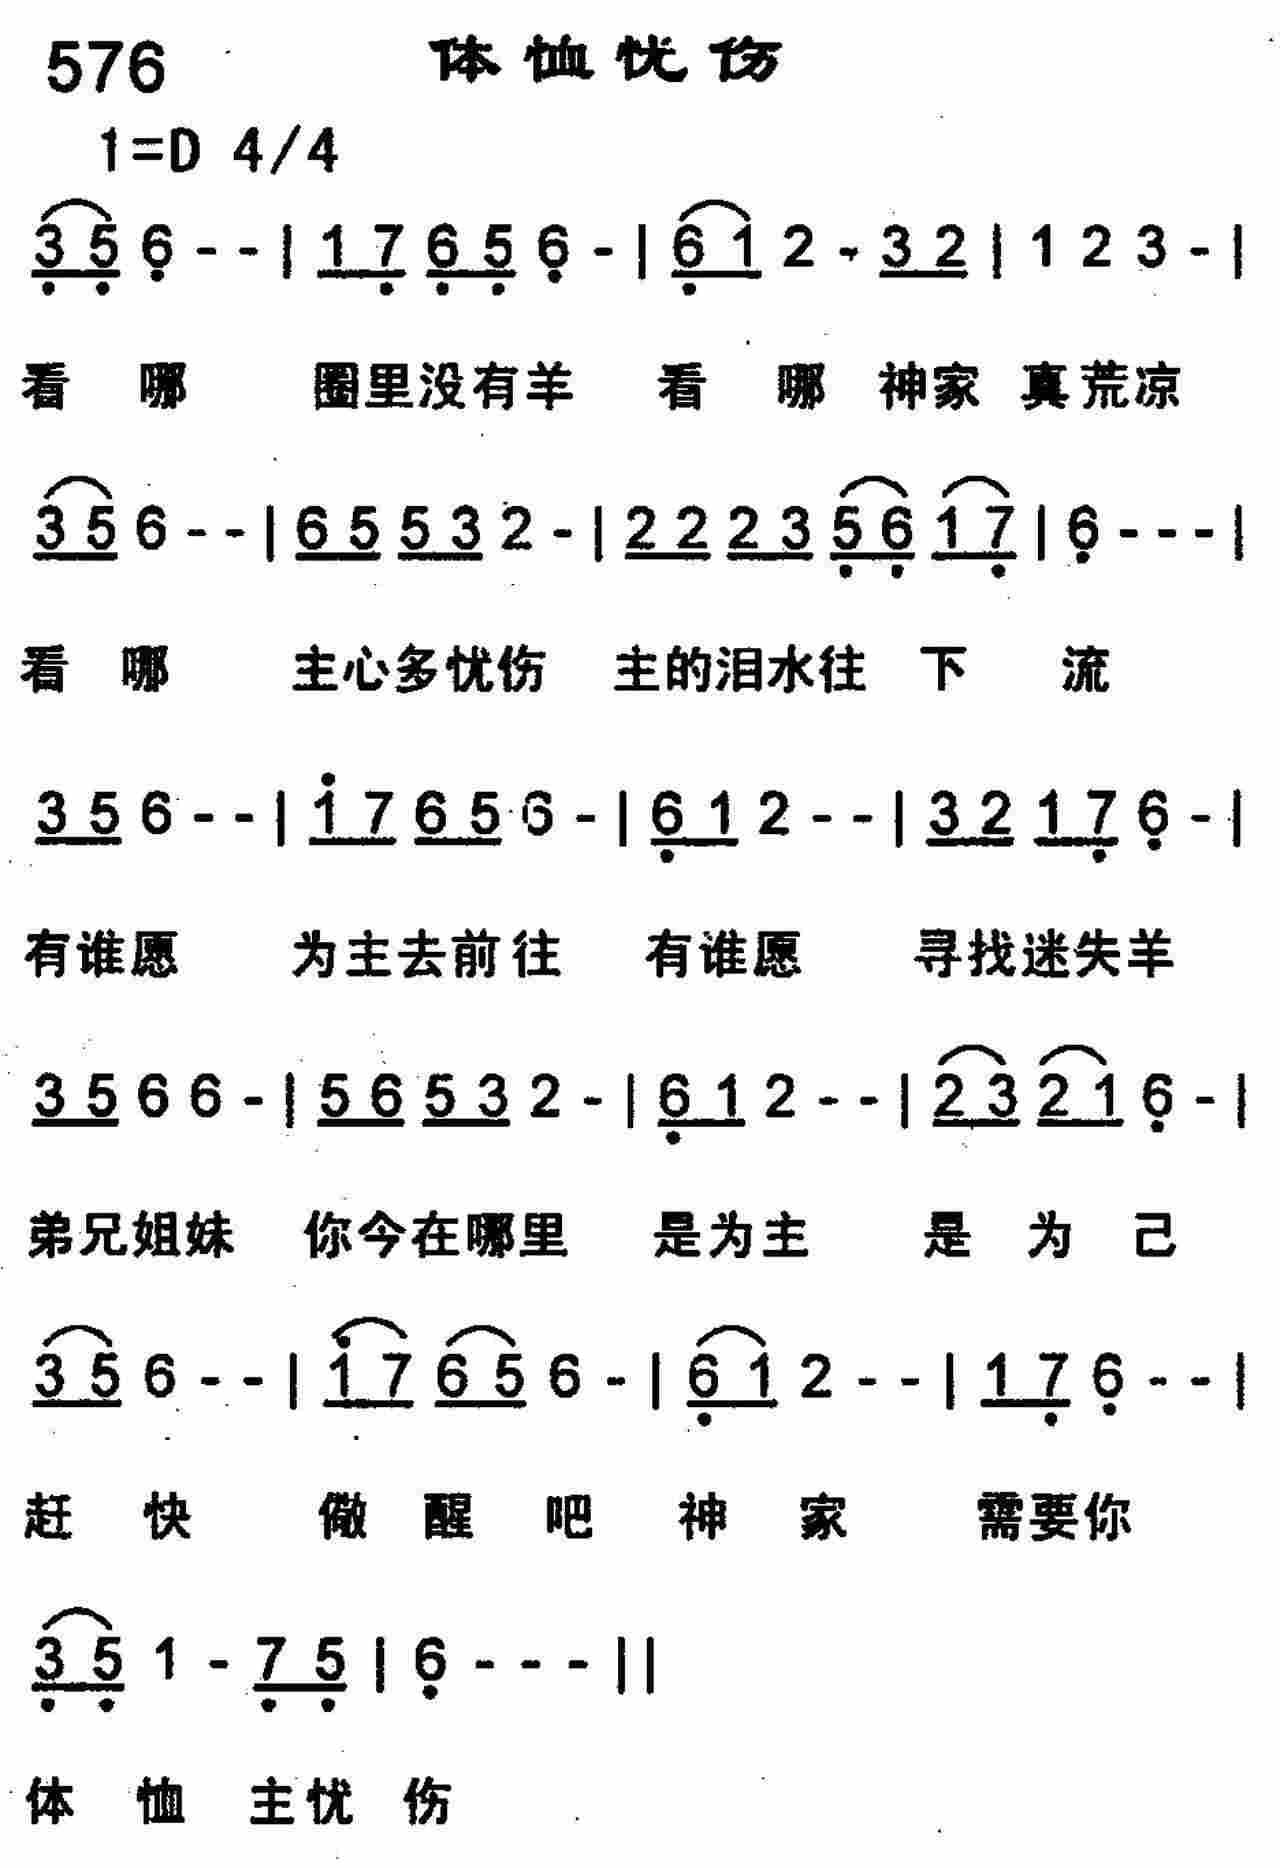 576 体恤忧伤
1=D 4/4
3 5 6 - - | 1 7 6 5 6 - | 6 1 2 - 3 2 | 1 2 3 - |
看 哪 圈里没有羊 看 哪 神家 真荒凉
3 5 6 - - | 6 5 5 3 2 - | 2 2 2 3 5 6 1 7 | 6 - - - |
看 哪 主心多忧伤 主的泪水往 下 流
3 5 6 - - | 1 7 6 5 6 - | 6 1 2 - - | 3 2 1 7 6 - |
有谁愿 为主去前往 有谁愿 寻找迷失羊
3 5 6 6 - | 5 6 5 3 2 - | 6 1 2 - - | 2 3 2 1 6 - |
弟兄姐妹 你今在哪里 是为主 是 为 己
3 5 6 - - | 1 7 6 5 6 - | 6 1 2 - - | 1 7 6 - - |
赶 快 儆 醒 吧 神 家 需要你
3 5 1 - 7 5 | 6 - - - ||
体 恤 主忧 伤